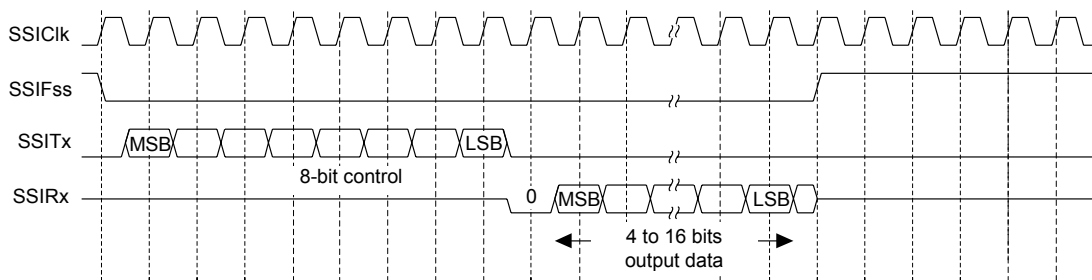 SSIClk
SSIFss
SSITx
MSB
LSB
8-bit control
SSIRx
0
MSB
LSB
4 to 16 bits
output data